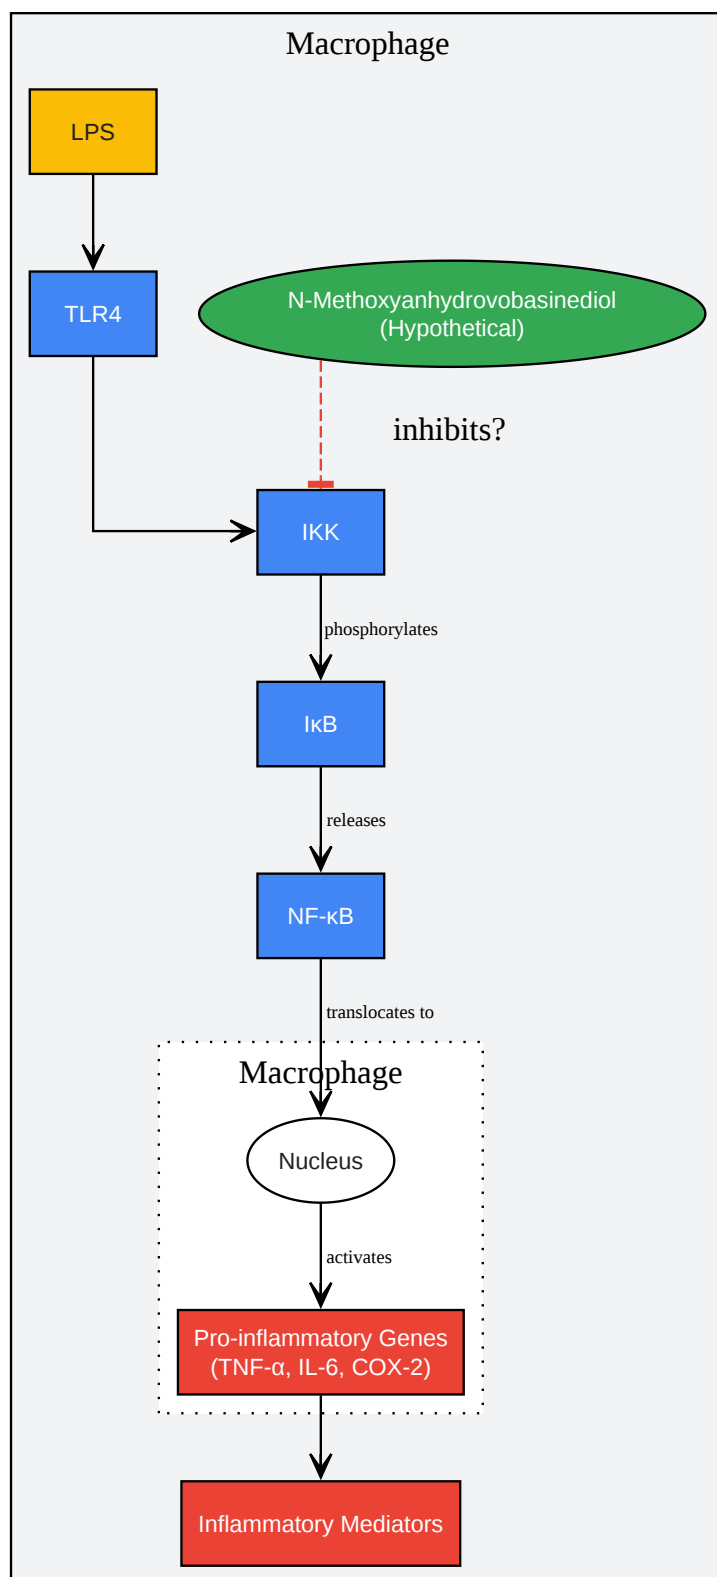 Macrophage
LPS
TLR4
N-Methoxyanhydrovobasinediol
(Hypothetical)
inhibits?
IKK
phosphorylates
IκB
releases
NF-κB
translocates to
Macrophage
Nucleus
activates
Pro-inflammatory Genes
(TNF-α, IL-6, COX-2)
Inflammatory Mediators